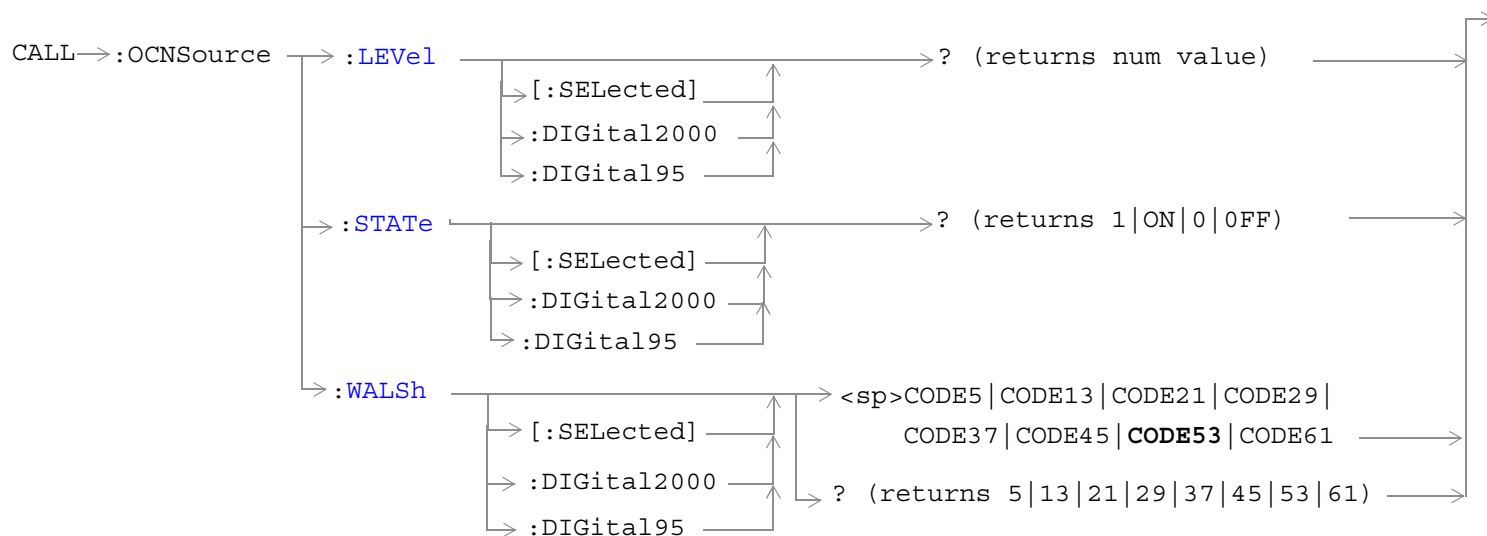 CALL :OCNSource :LEVel ? (returns num value)
[:SELected]
:DIGital2000
:DIGital95
:STATe ? (returns 1|ON|0|0FF)
[:SELected]
:DIGital2000
:DIGital95
:WALSh <sp>CODE5|CODE13|CODE21|CODE29|
[:SELected] CODE37|CODE45|CODE53|CODE61
:DIGital2000 ? (returns 5|13|21|29|37|45|53|61)
:DIGital95